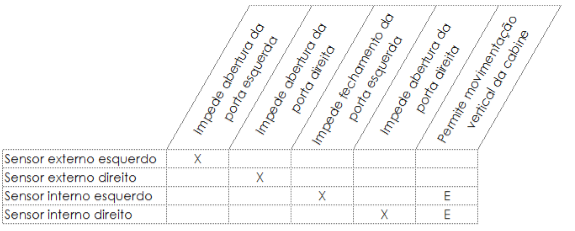 Impede abertura da
porta esquerda
Impede abertura da
porta direita
Impede fechamento da
porta esquerda
Impede abertura da
porta direita
Permite movimentação
vertical da cabine
Sensor externo esquerdo X
Sensor externo direito X
Sensor interno esquerdo X E
Sensor interno direito X E